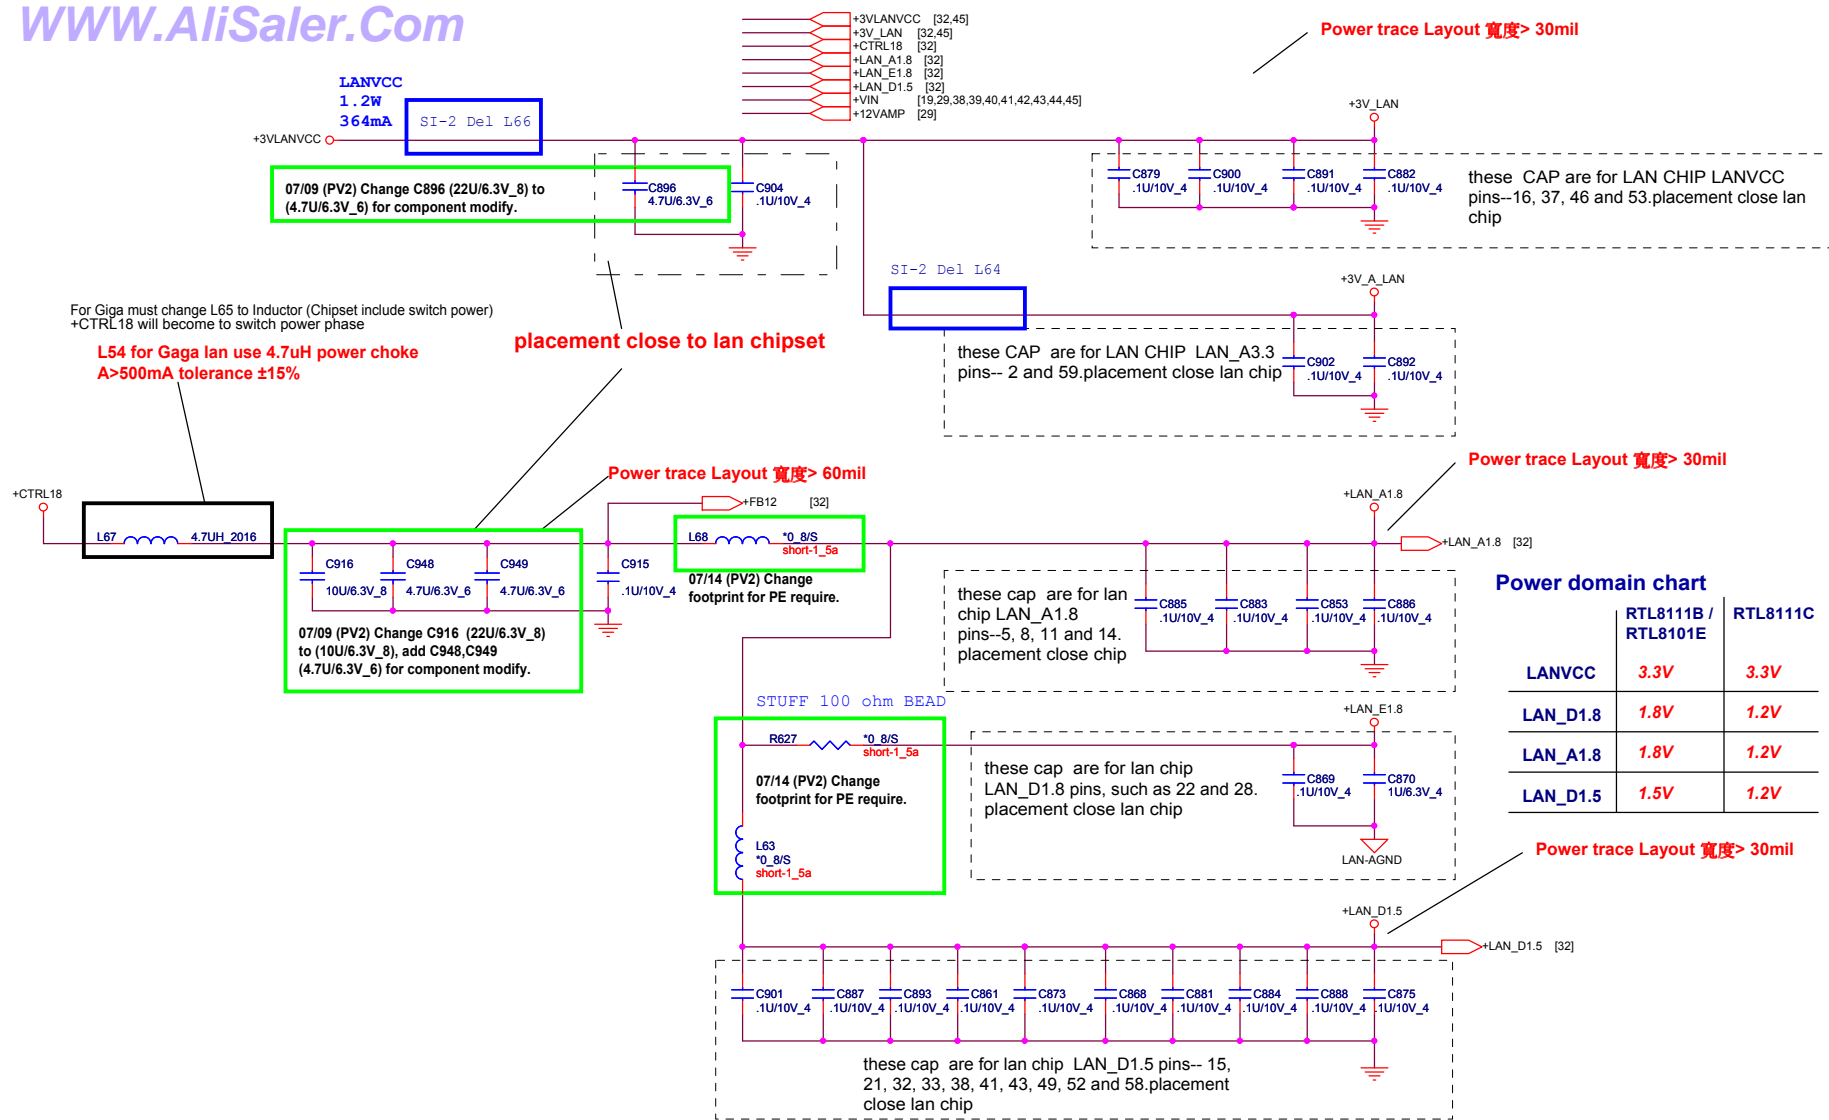 WWW.AliSaler.Com
+3VLANVCC [32,45]
+3V_LAN [32,45]
+CTRL18 [32]
+LAN_A1.8 [32]
+LAN_E1.8 [32]
+LAN_D1.5 [32]
+VIN [19,29,38,39,40,41,42,43,44,45]
+12VAMP [29]
Power trace Layout 寬度> 30mil
LANVCC
1.2W
364mA
SI-2 Del L66
+3VLANVCC
+3V_LAN
07/09 (PV2) Change C896 (22U/6.3V_8) to
(4.7U/6.3V_6) for component modify.
C896
4.7U/6.3V_6
C904
.1U/10V_4
C879
.1U/10V_4
C900
.1U/10V_4
C891
.1U/10V_4
C882
.1U/10V_4
these CAP are for LAN CHIP LANVCC
pins--16, 37, 46 and 53.placement close lan
chip
SI-2 Del L64
+3V_A_LAN
these CAP are for LAN CHIP LAN_A3.3
pins-- 2 and 59.placement close lan chip
C902
.1U/10V_4
C892
.1U/10V_4
For Giga must change L65 to Inductor (Chipset include switch power)
+CTRL18 will become to switch power phase
L54 for Gaga lan use 4.7uH power choke
A>500mA tolerance ±15%
placement close to lan chipset
Power trace Layout 寬度> 60mil
Power trace Layout 寬度> 30mil
+CTRL18
L67
4.7UH_2016
+FB12 [32]
L68
*0_8/S
short-1_5a
+LAN_A1.8
+LAN_A1.8 [32]
C916
10U/6.3V_8
C948
4.7U/6.3V_6
C949
4.7U/6.3V_6
C915
.1U/10V_4
07/14 (PV2) Change
footprint for PE require.
07/09 (PV2) Change C916 (22U/6.3V_8)
to (10U/6.3V_8), add C948,C949
(4.7U/6.3V_6) for component modify.
these cap are for lan
chip LAN_A1.8
pins--5, 8, 11 and 14.
placement close chip
C885
.1U/10V_4
C883
.1U/10V_4
C853
.1U/10V_4
C886
.1U/10V_4
Power domain chart
RTL8111B /
RTL8101E
RTL8111C
LANVCC 3.3V 3.3V
LAN_D1.8 1.8V 1.2V
LAN_A1.8 1.8V 1.2V
LAN_D1.5 1.5V 1.2V
STUFF 100 ohm BEAD
R627
*0_8/S
short-1_5a
07/14 (PV2) Change
footprint for PE require.
L63
*0_8/S
short-1_5a
+LAN_E1.8
these cap are for lan chip
LAN_D1.8 pins, such as 22 and 28.
placement close lan chip
C869
.1U/10V_4
C870
1U/6.3V_4
LAN-AGND
Power trace Layout 寬度> 30mil
+LAN_D1.5
+LAN_D1.5 [32]
C901
.1U/10V_4
C887
.1U/10V_4
C893
.1U/10V_4
C861
.1U/10V_4
C873
.1U/10V_4
C868
.1U/10V_4
C881
.1U/10V_4
C884
.1U/10V_4
C888
.1U/10V_4
C875
.1U/10V_4
these cap are for lan chip LAN_D1.5 pins-- 15,
21, 32, 33, 38, 41, 43, 49, 52 and 58.placement
close lan chip